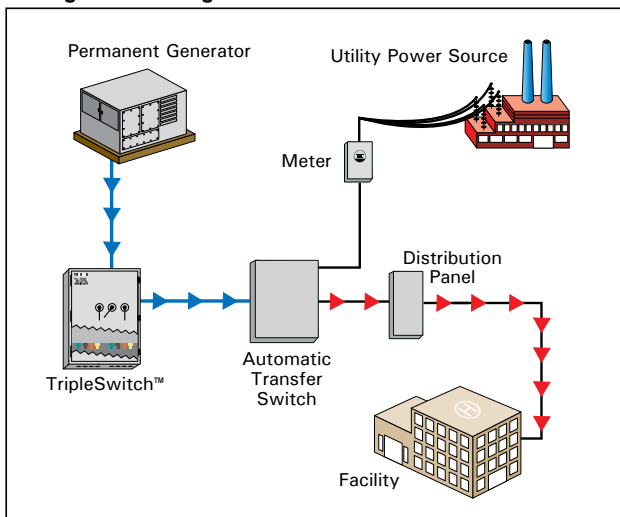 Permanent Generator
Utility Power Source
Meter
Distribution
Panel
TripleSwitch™
Automatic
Transfer
Switch
H
Facility